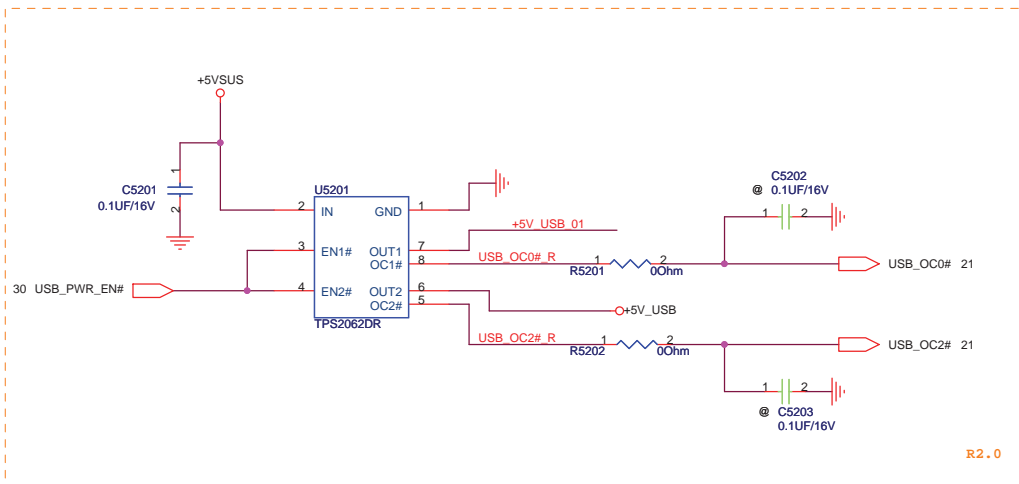 +5VSUS
1
C5201
0.1UF/16V
2
U5201
2 IN GND 1
3 EN1# OUT1 7
OC1# 8
4 EN2# OUT2 6
OC2# 5
TPS2062DR
30 USB_PWR_EN#
+5V_USB_01
USB_OC0#_R
R5201
1 2
0Ohm
C5202
@ 0.1UF/16V
1 2
USB_OC0# 21
+5V_USB
USB_OC2#_R
R5202
1 2
0Ohm
USB_OC2# 21
1 2
@ C5203
0.1UF/16V
R2.0